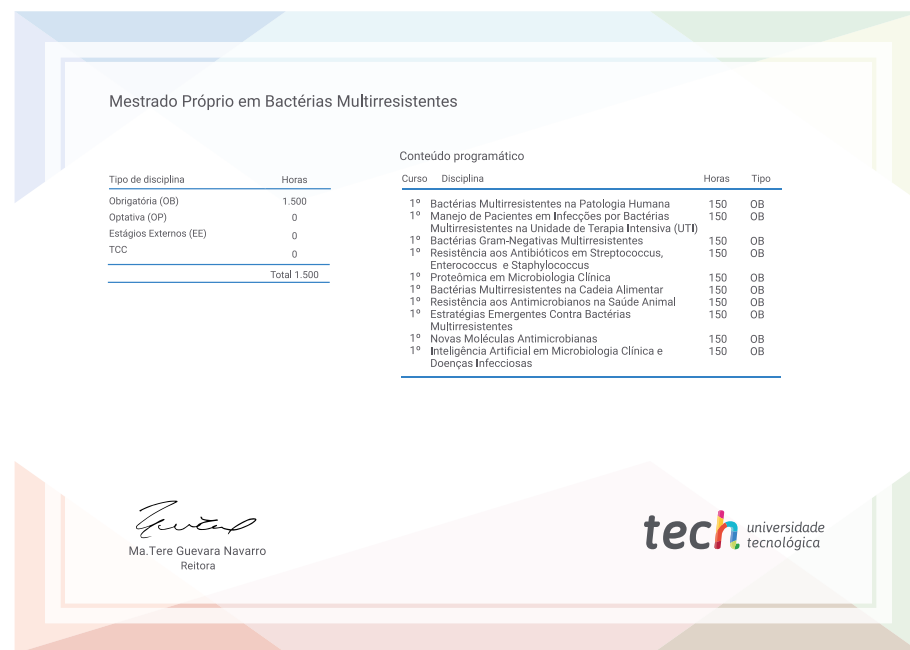 Mestrado Próprio em Bactérias Multirresistentes
Tipo de disciplina Horas
Obrigatória (OB) 1.500
Optativa (OP) 0
Estágios Externos (EE) 0
TCC 0
Total 1.500
Conteúdo programático
Curso Disciplina Horas Tipo
1º Bactérias Multirresistentes na Patologia Humana 150 OB
1º Manejo de Pacientes em Infecções por Bactérias 150 OB
Multirresistentes na Unidade de Terapia Intensiva (UTI)
1º Bactérias Gram-Negativas Multirresistentes 150 OB
1º Resistência aos Antibióticos em Streptococcus, 150 OB
Enterococcus e Staphylococcus
1º Proteômica em Microbiologia Clínica 150 OB
1º Bactérias Multirresistentes na Cadeia Alimentar 150 OB
1º Resistência aos Antimicrobianos na Saúde Animal 150 OB
1º Estratégias Emergentes Contra Bactérias 150 OB
Multirresistentes
1º Novas Moléculas Antimicrobianas 150 OB
1º Inteligência Artificial em Microbiologia Clínica e 150 OB
Doenças Infecciosas
Ma.Tere Guevara Navarro
Reitora
tech universidade
tecnológica